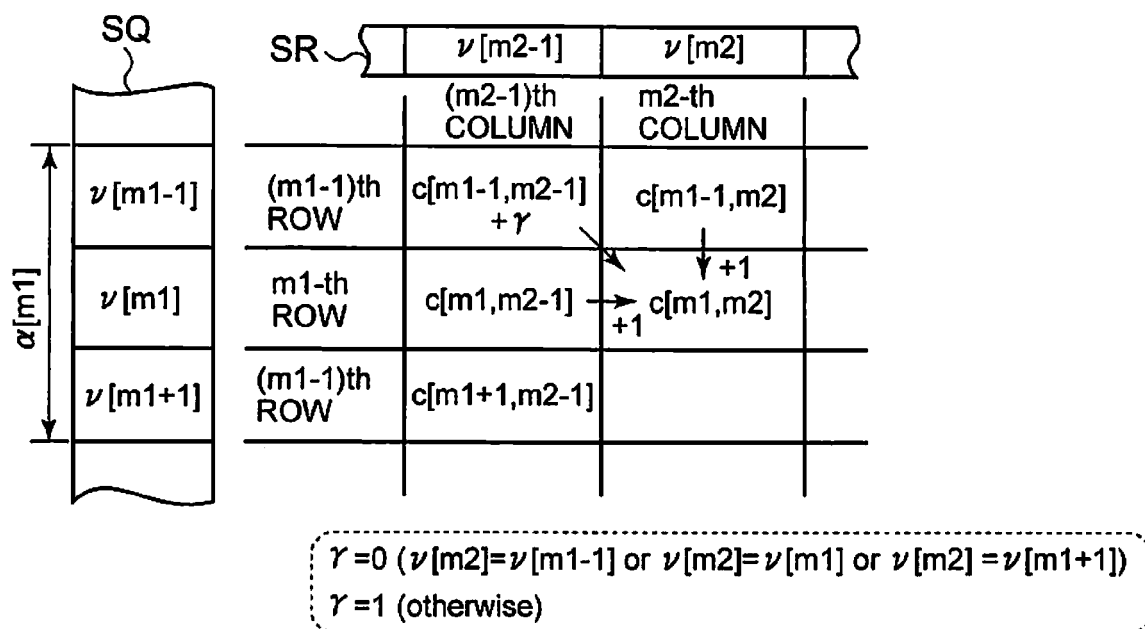 SQ
SR
ν[m2-1]
ν[m2]
(m2-1)th
COLUMN
m2-th
COLUMN
α[m1]
ν[m1-1]
(m1-1)th
ROW
c[m1-1,m2-1]
+γ
c[m1-1,m2]
+1
ν[m1]
m1-th
ROW
c[m1,m2-1]
+1
c[m1,m2]
ν[m1+1]
(m1-1)th
ROW
c[m1+1,m2-1]
γ=0 (ν[m2]=ν[m1-1] or ν[m2]=ν[m1] or ν[m2] =ν[m1+1])
γ=1 (otherwise)